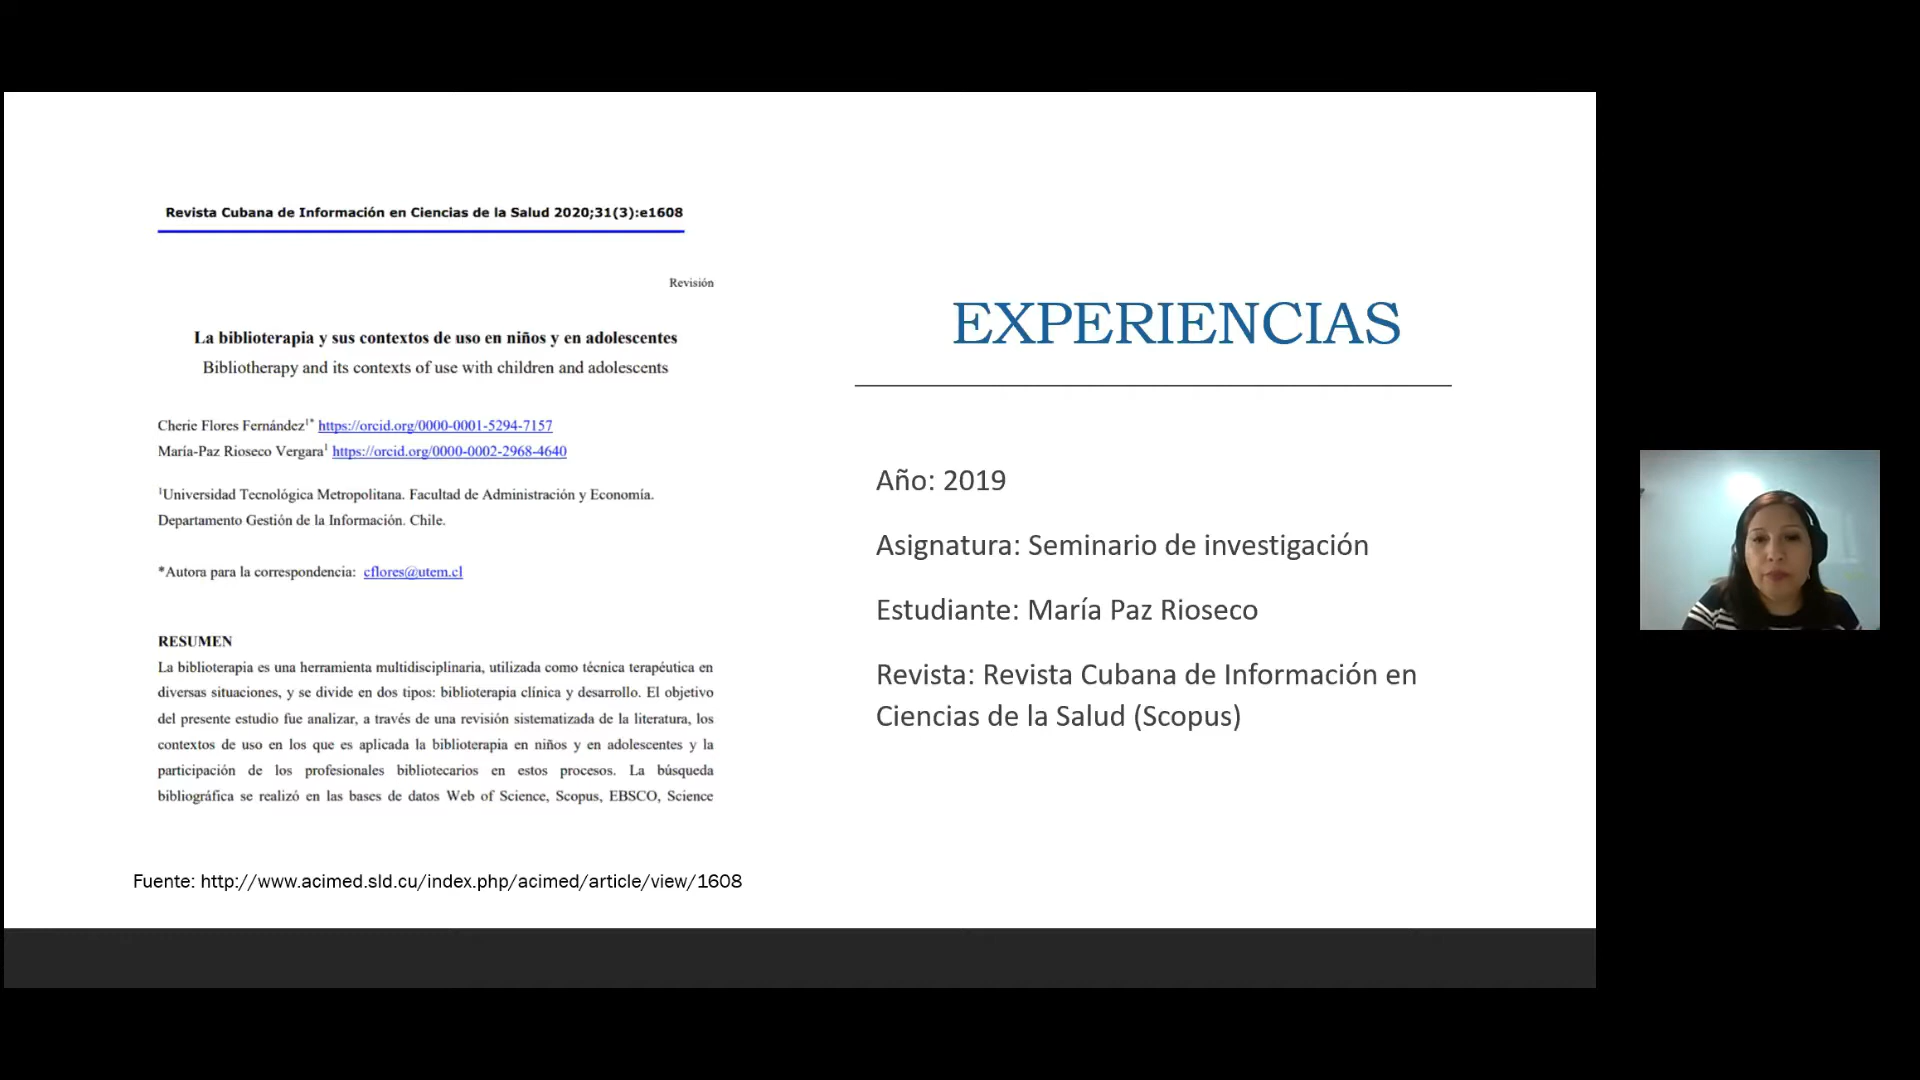 Revista Cubana de Información en Ciencias de la Salud 2020;31(3):e1608
Revisión
La biblioterapia y sus contextos de uso en niños y en adolescentes
Bibliotherapy and its contexts of use with children and adolescents
Cherie Flores Fernández¹* https://orcid.org/0000-0001-5294-7157
María-Paz Rioseco Vergara¹ https://orcid.org/0000-0002-2968-4640
¹Universidad Tecnológica Metropolitana. Facultad de Administración y Economía.
Departamento Gestión de la Información. Chile.
*Autora para la correspondencia: cflores@utem.cl
RESUMEN
La biblioterapia es una herramienta multidisciplinaria, utilizada como técnica terapéutica en
diversas situaciones, y se divide en dos tipos: biblioterapia clínica y desarrollo. El objetivo
del presente estudio fue analizar, a través de una revisión sistematizada de la literatura, los
contextos de uso en los que es aplicada la biblioterapia en niños y en adolescentes y la
participación de los profesionales bibliotecarios en estos procesos. La búsqueda
bibliográfica se realizó en las bases de datos Web of Science, Scopus, EBSCO, Science
Fuente: http://www.acimed.sld.cu/index.php/acimed/article/view/1608
EXPERIENCIAS
Año: 2019
Asignatura: Seminario de investigación
Estudiante: María Paz Rioseco
Revista: Revista Cubana de Información en
Ciencias de la Salud (Scopus)